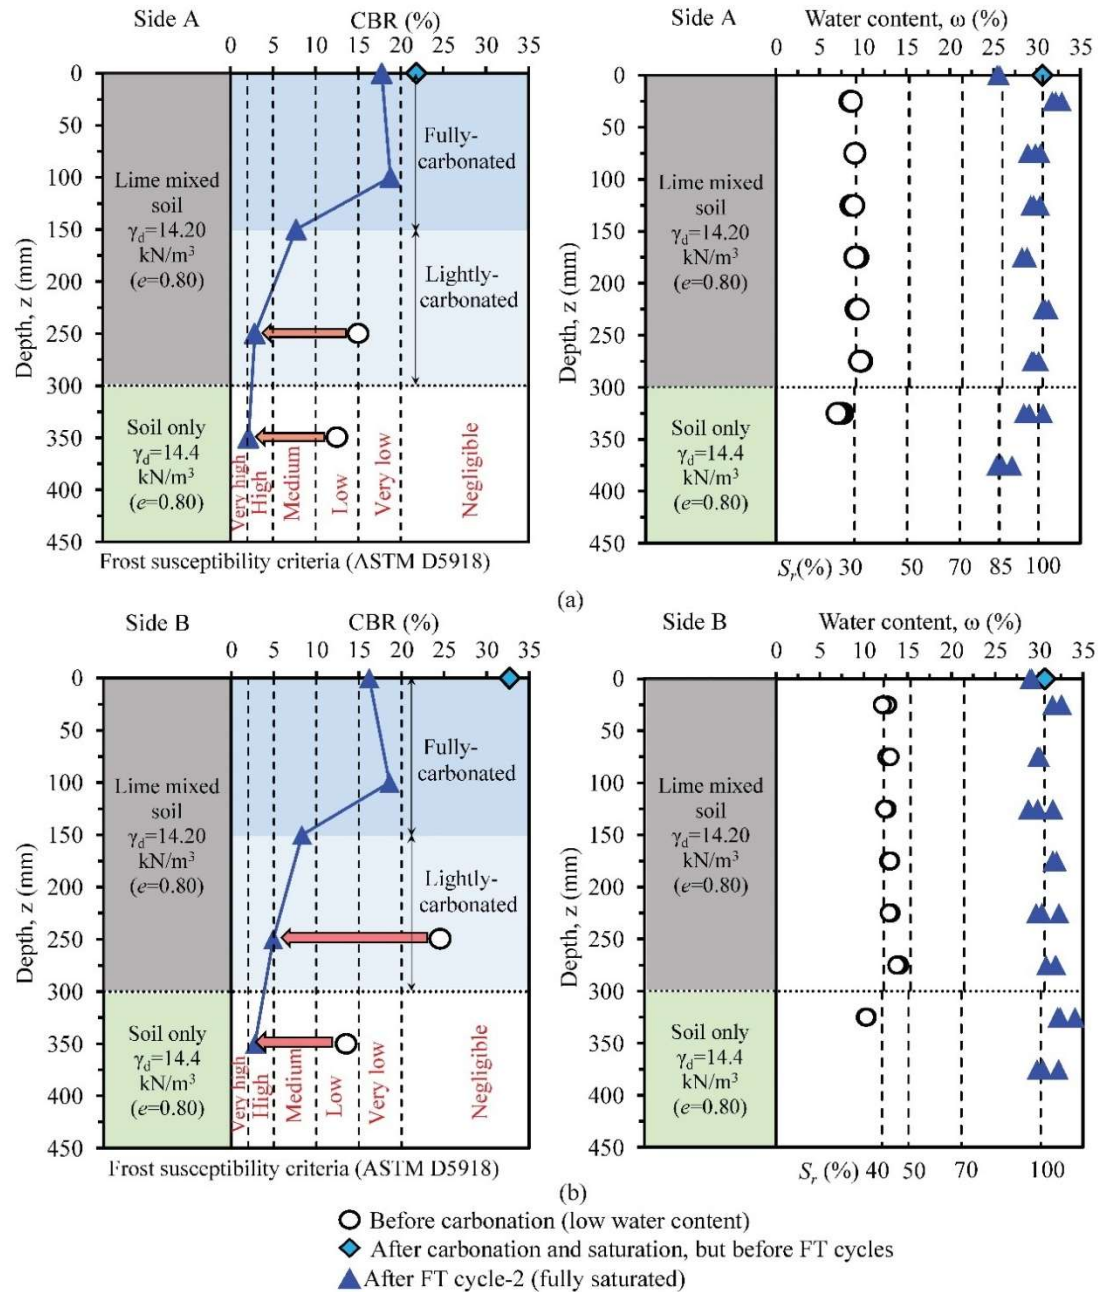 Side A
CBR (%)
0 5 10 15 20 25 30 35
0
50
100
150
200
250
300
350
400
450
Depth, z (mm)
Lime mixed
soil
γd=14.20
kN/m³
(e=0.80)
Soil only
γd=14.4
kN/m³
(e=0.80)
Fully-
carbonated
Lightly-
carbonated
Very high
High
Medium
Low
Very low
Negligible
Frost susceptibility criteria (ASTM D5918)
Side A
Water content, ω (%)
0 5 10 15 20 25 30 35
0
50
100
150
200
250
300
350
400
450
Depth, z (mm)
Lime mixed
soil
γd=14.20
kN/m³
(e=0.80)
Soil only
γd=14.4
kN/m³
(e=0.80)
Sr(%) 30 50 70 85 100
(a)
Side B
CBR (%)
0 5 10 15 20 25 30 35
0
50
100
150
200
250
300
350
400
450
Depth, z (mm)
Lime mixed
soil
γd=14.20
kN/m³
(e=0.80)
Soil only
γd=14.4
kN/m³
(e=0.80)
Fully-
carbonated
Lightly-
carbonated
Very high
High
Medium
Low
Very low
Negligible
Frost susceptibility criteria (ASTM D5918)
Side B
Water content, ω (%)
0 5 10 15 20 25 30 35
0
50
100
150
200
250
300
350
400
450
Depth, z (mm)
Lime mixed
soil
γd=14.20
kN/m³
(e=0.80)
Soil only
γd=14.4
kN/m³
(e=0.80)
Sr (%) 40 50 70 100
(b)
Before carbonation (low water content)
After carbonation and saturation, but before FT cycles
After FT cycle-2 (fully saturated)